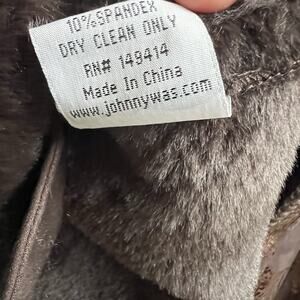 10%SPANDEX
DRY CLEAN ONLY
RN# 149414
Made In China
www.johnnywas.com